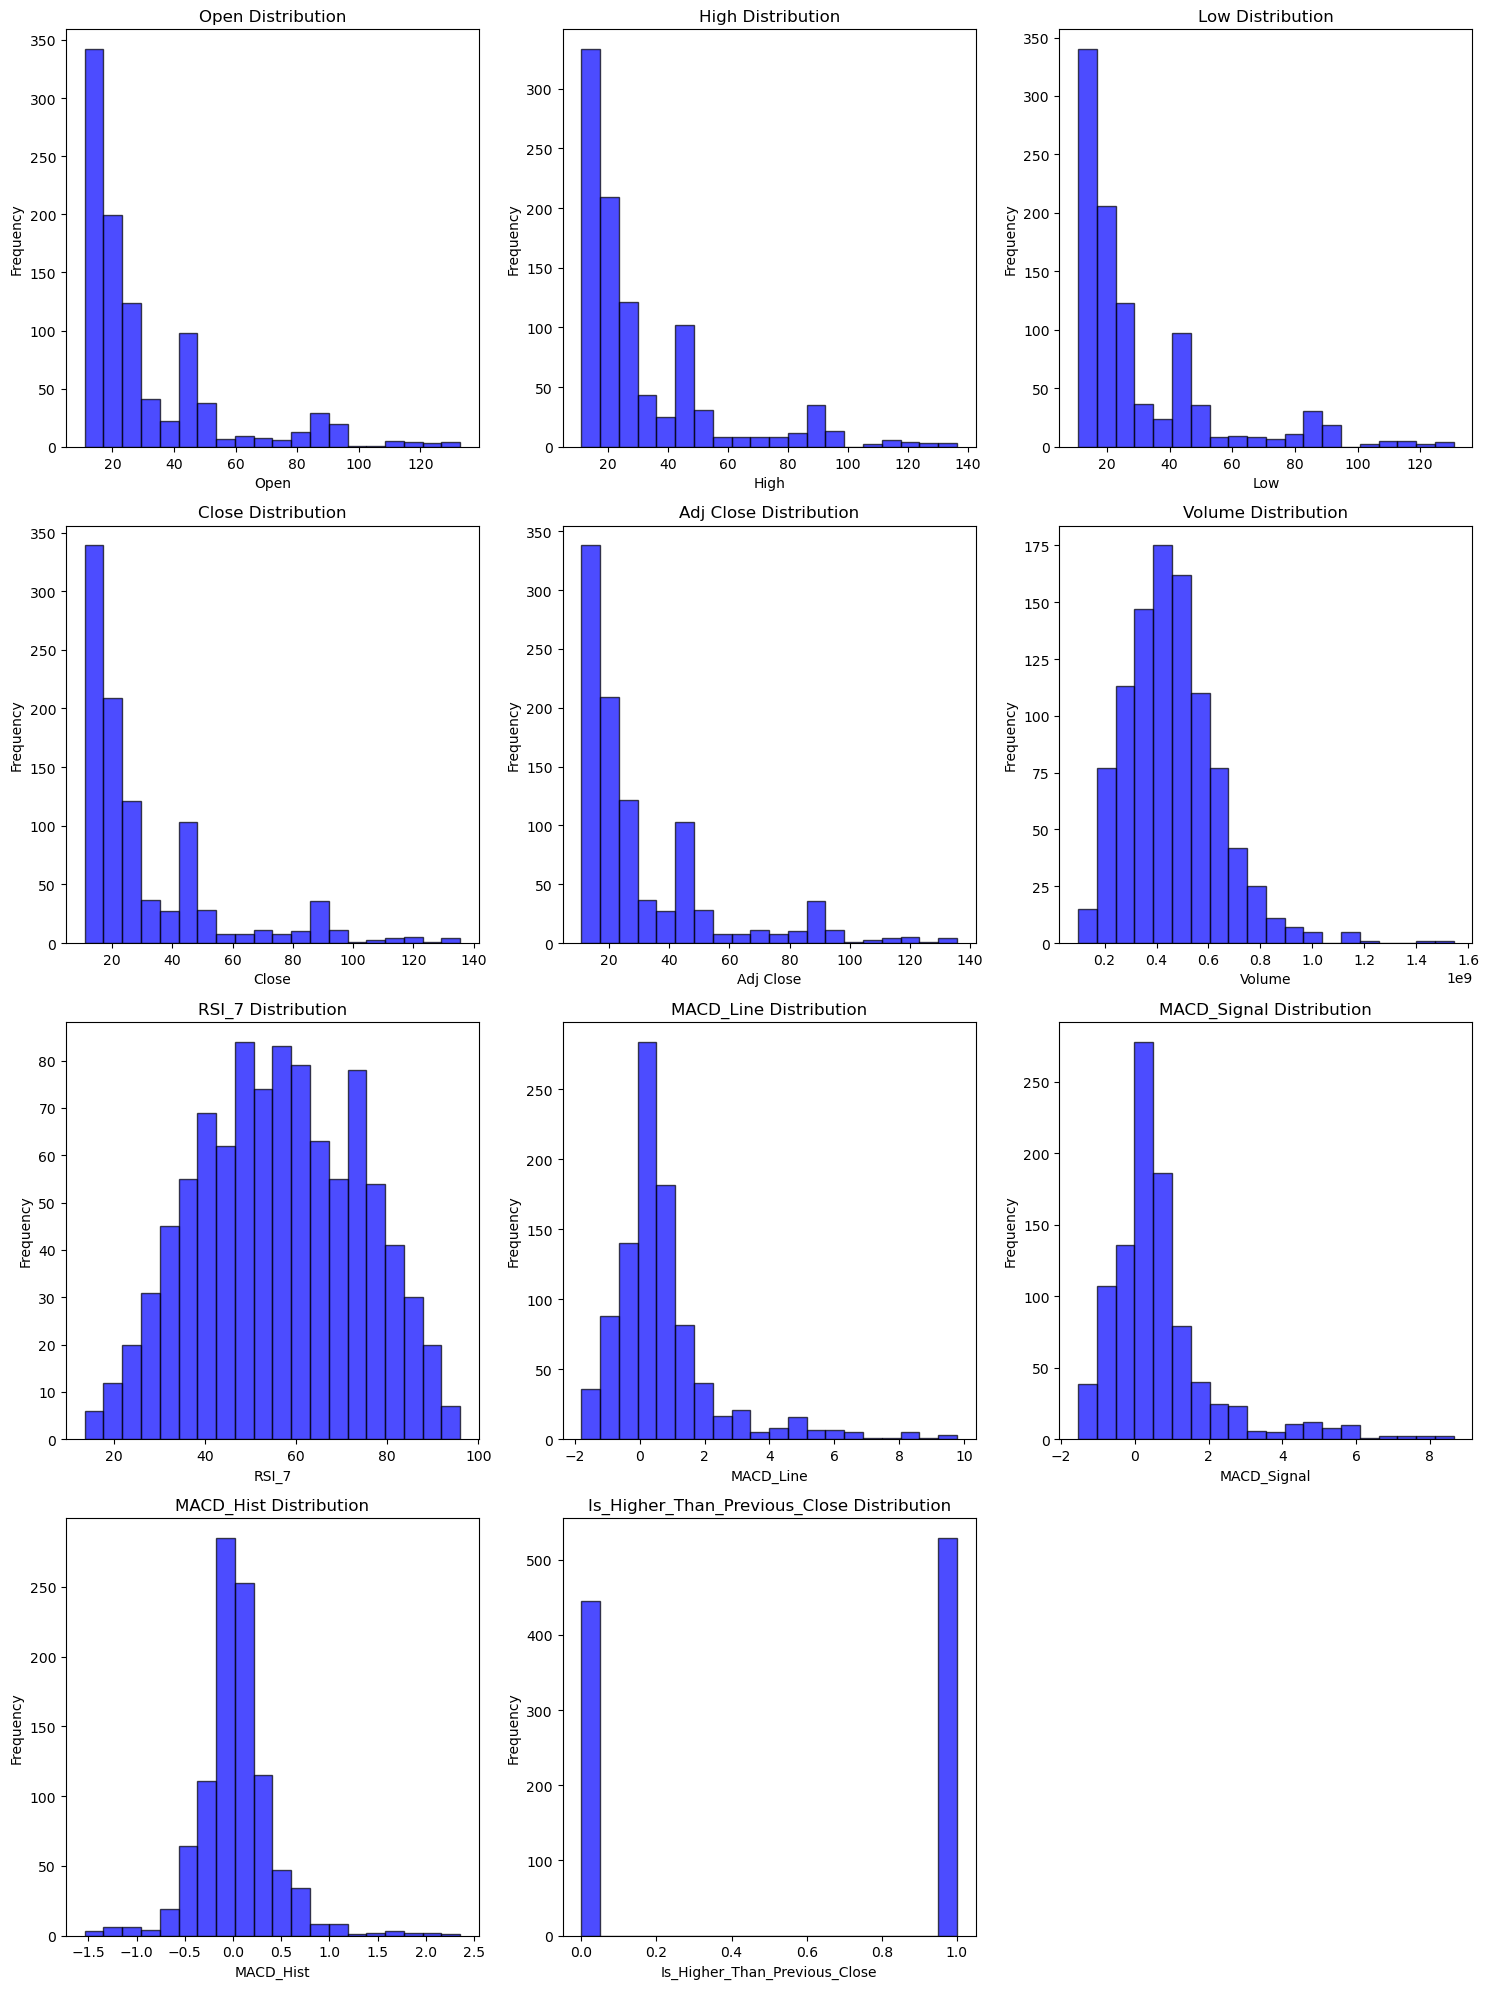 Open Distribution
Frequency
350
300
250
200
150
100
50
0
20 40 60 80 100 120
Open
High Distribution
Frequency
300
250
200
150
100
50
0
20 40 60 80 100 120 140
High
Low Distribution
Frequency
350
300
250
200
150
100
50
0
20 40 60 80 100 120
Low
Close Distribution
Frequency
350
300
250
200
150
100
50
0
20 40 60 80 100 120 140
Close
Adj Close Distribution
Frequency
350
300
250
200
150
100
50
0
20 40 60 80 100 120 140
Adj Close
Volume Distribution
Frequency
175
150
125
100
75
50
25
0
0.2 0.4 0.6 0.8 1.0 1.2 1.4 1.6
1e9
Volume
RSI_7 Distribution
Frequency
80
70
60
50
40
30
20
10
0
20 40 60 80 100
RSI_7
MACD_Line Distribution
Frequency
250
200
150
100
50
0
−2 0 2 4 6 8 10
MACD_Line
MACD_Signal Distribution
Frequency
250
200
150
100
50
0
−2 0 2 4 6 8
MACD_Signal
MACD_Hist Distribution
Frequency
250
200
150
100
50
0
−1.5 −1.0 −0.5 0.0 0.5 1.0 1.5 2.0 2.5
MACD_Hist
Is_Higher_Than_Previous_Close Distribution
Frequency
500
400
300
200
100
0
0.0 0.2 0.4 0.6 0.8 1.0
Is_Higher_Than_Previous_Close